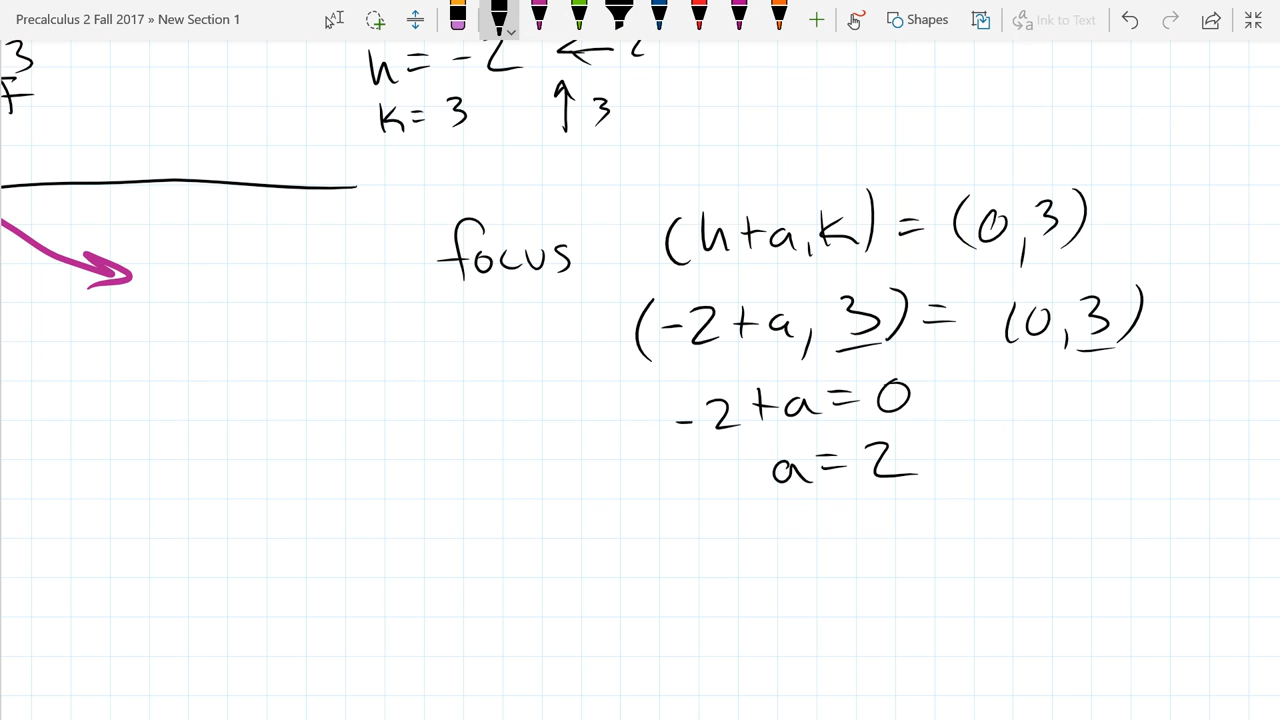 Precalculus 2 Fall 2017 » New Section 1
Shapes
Ink to Text
3
h = -2 ←
k = 3 ↑ 3
focus (h+a, k) = (0, 3)
(-2+a, 3) = (0, 3)
-2+a=0
a=2